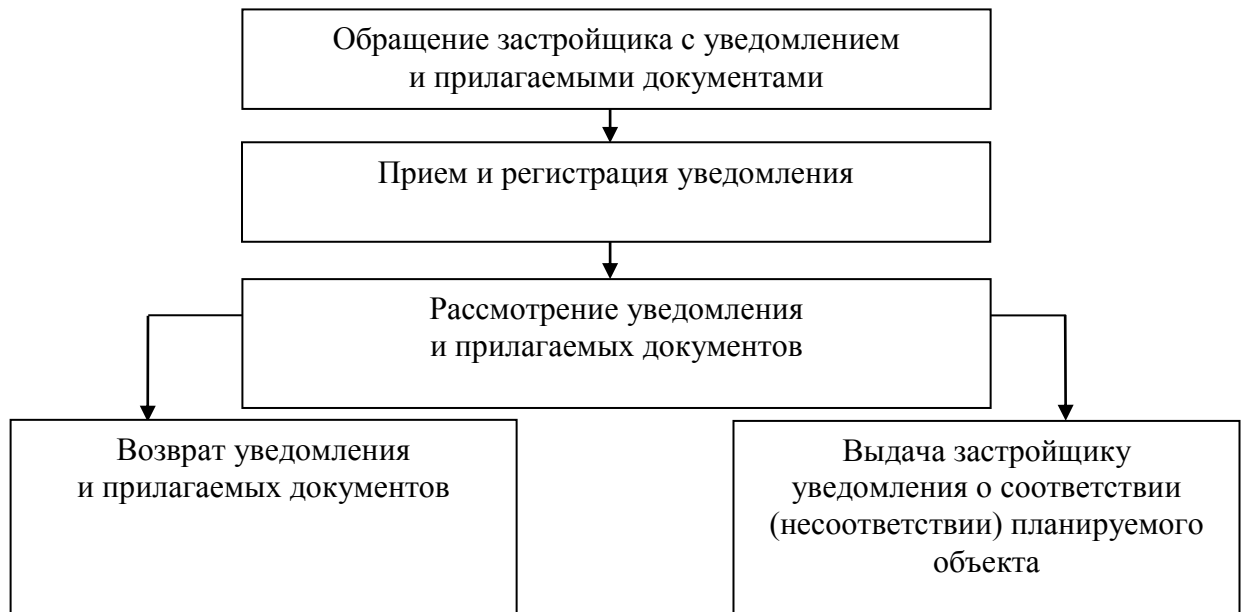 Обращение застройщика с уведомлением
и прилагаемыми документами
Прием и регистрация уведомления
Рассмотрение уведомления
и прилагаемых документов
Возврат уведомления
и прилагаемых документов
Выдача застройщику
уведомления о соответствии
(несоответствии) планируемого
объекта